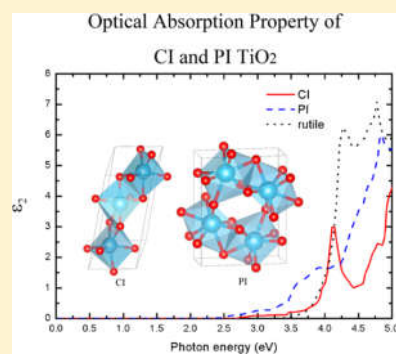 Optical Absorption Property of
CI and PI TiO₂
8
7
6
5
4
3
2
1
0
ε₂
CI
PI
rutile
CI
PI
0.0 0.5 1.0 1.5 2.0 2.5 3.0 3.5 4.0 4.5 5.0
Photon energy (eV)